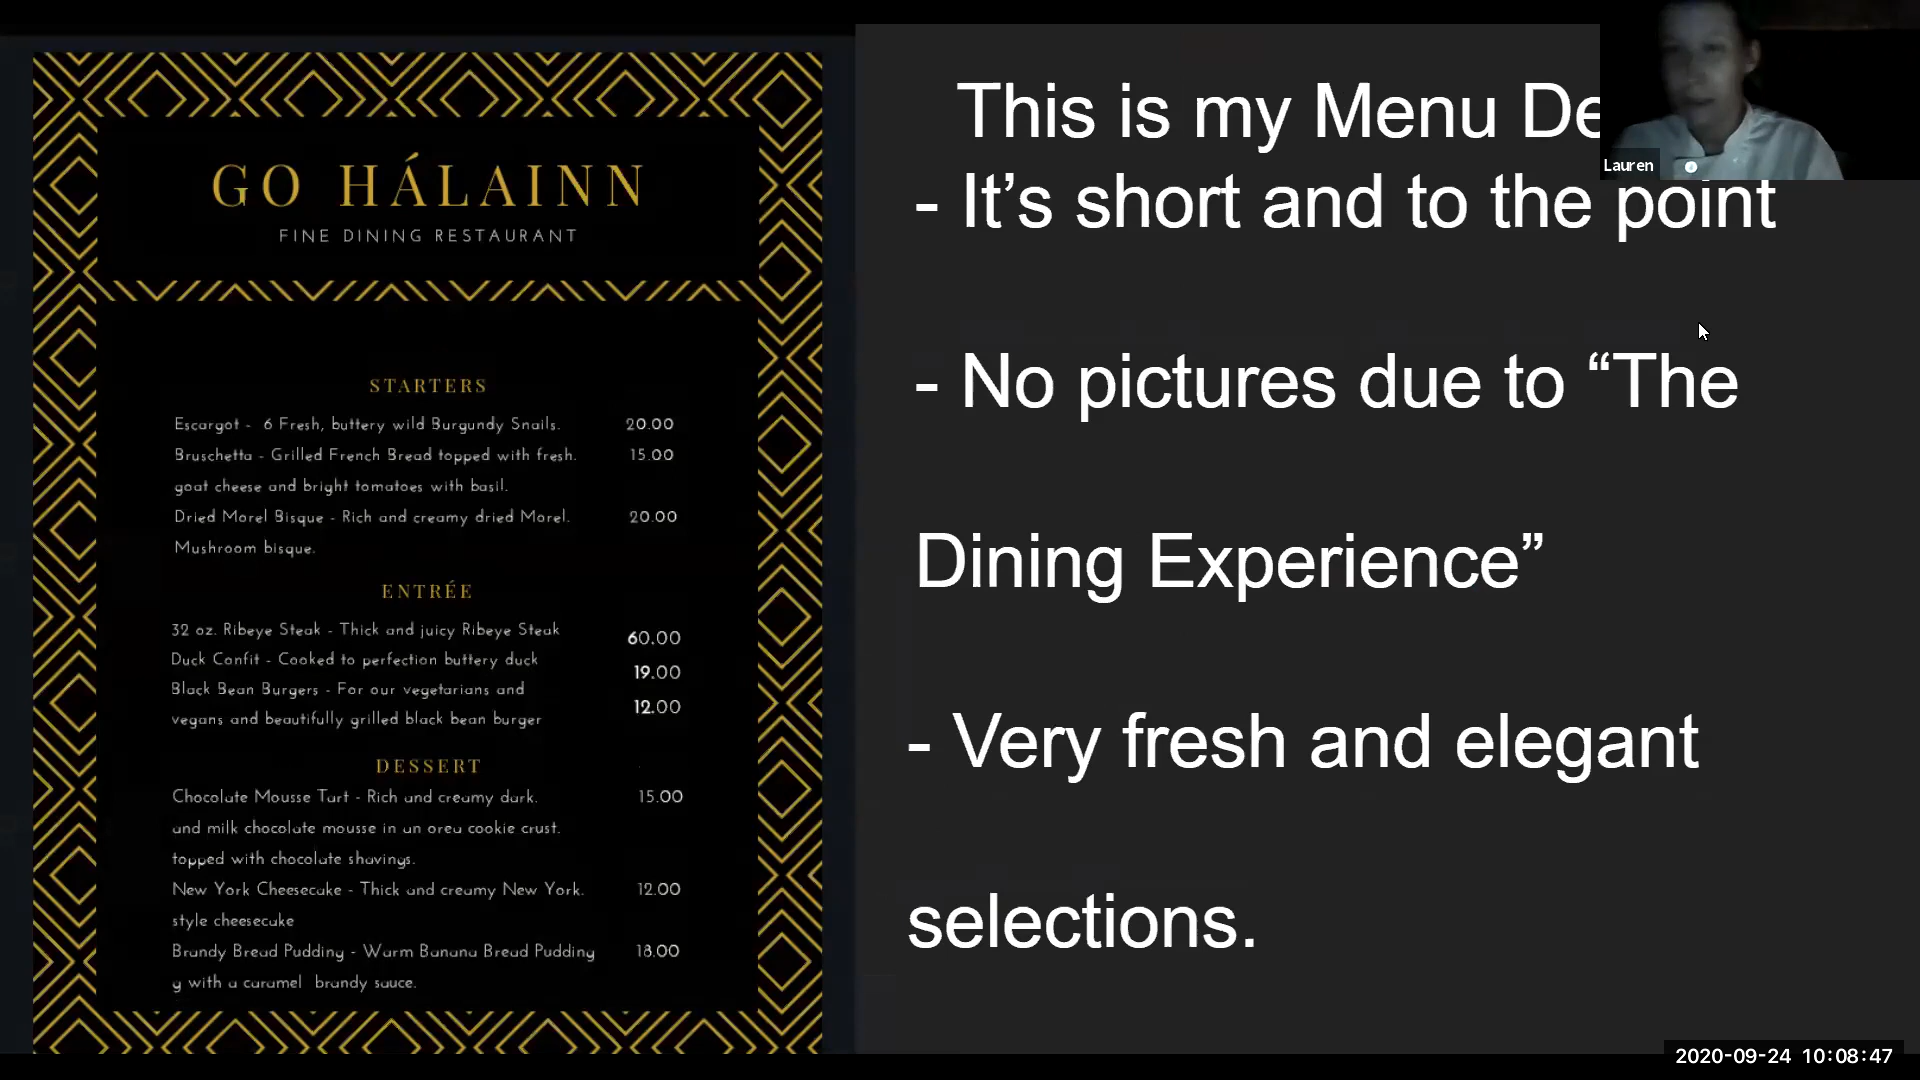 GO HÁLAINN
FINE DINING RESTAURANT
STARTERS
Escargot - 6 Fresh, buttery wild Burgundy Snails. 20.00
Bruschetta - Grilled French Bread topped with fresh. 15.00
goat cheese and bright tomatoes with basil.
Dried Morel Bisque - Rich and creamy dried Morel. 20.00
Mushroom bisque.
ENTRÉE
32 oz. Ribeye Steak - Thick and juicy Ribeye Steak 60.00
Duck Confit - Cooked to perfection buttery duck 19.00
Black Bean Burgers - For our vegetarians and 12.00
vegans and beautifully grilled black bean burger
DESSERT
Chocolate Mousse Tart - Rich and creamy dark. 15.00
and milk chocolate mousse in an oreo cookie crust.
topped with chocolate shavings.
New York Cheesecake - Thick and creamy New York. 12.00
style cheesecake
Brandy Bread Pudding - Warm Banana Bread Pudding 18.00
g with a caramel brandy sauce.
This is my Menu De
- It’s short and to the point
- No pictures due to “The
Dining Experience”
- Very fresh and elegant
selections.
Lauren
2020-09-24 10:08:47